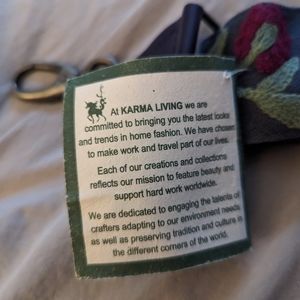 At KARMA LIVING we are
committed to bringing you the latest looks
and trends in home fashion. We have chosen
to make work and travel part of our lives.
Each of our creations and collections
reflects our mission to feature beauty and
support hard work worldwide.
We are dedicated to engaging the talents of
crafters adapting to our environment needs
as well as preserving tradition and culture in
the different corners of the world.